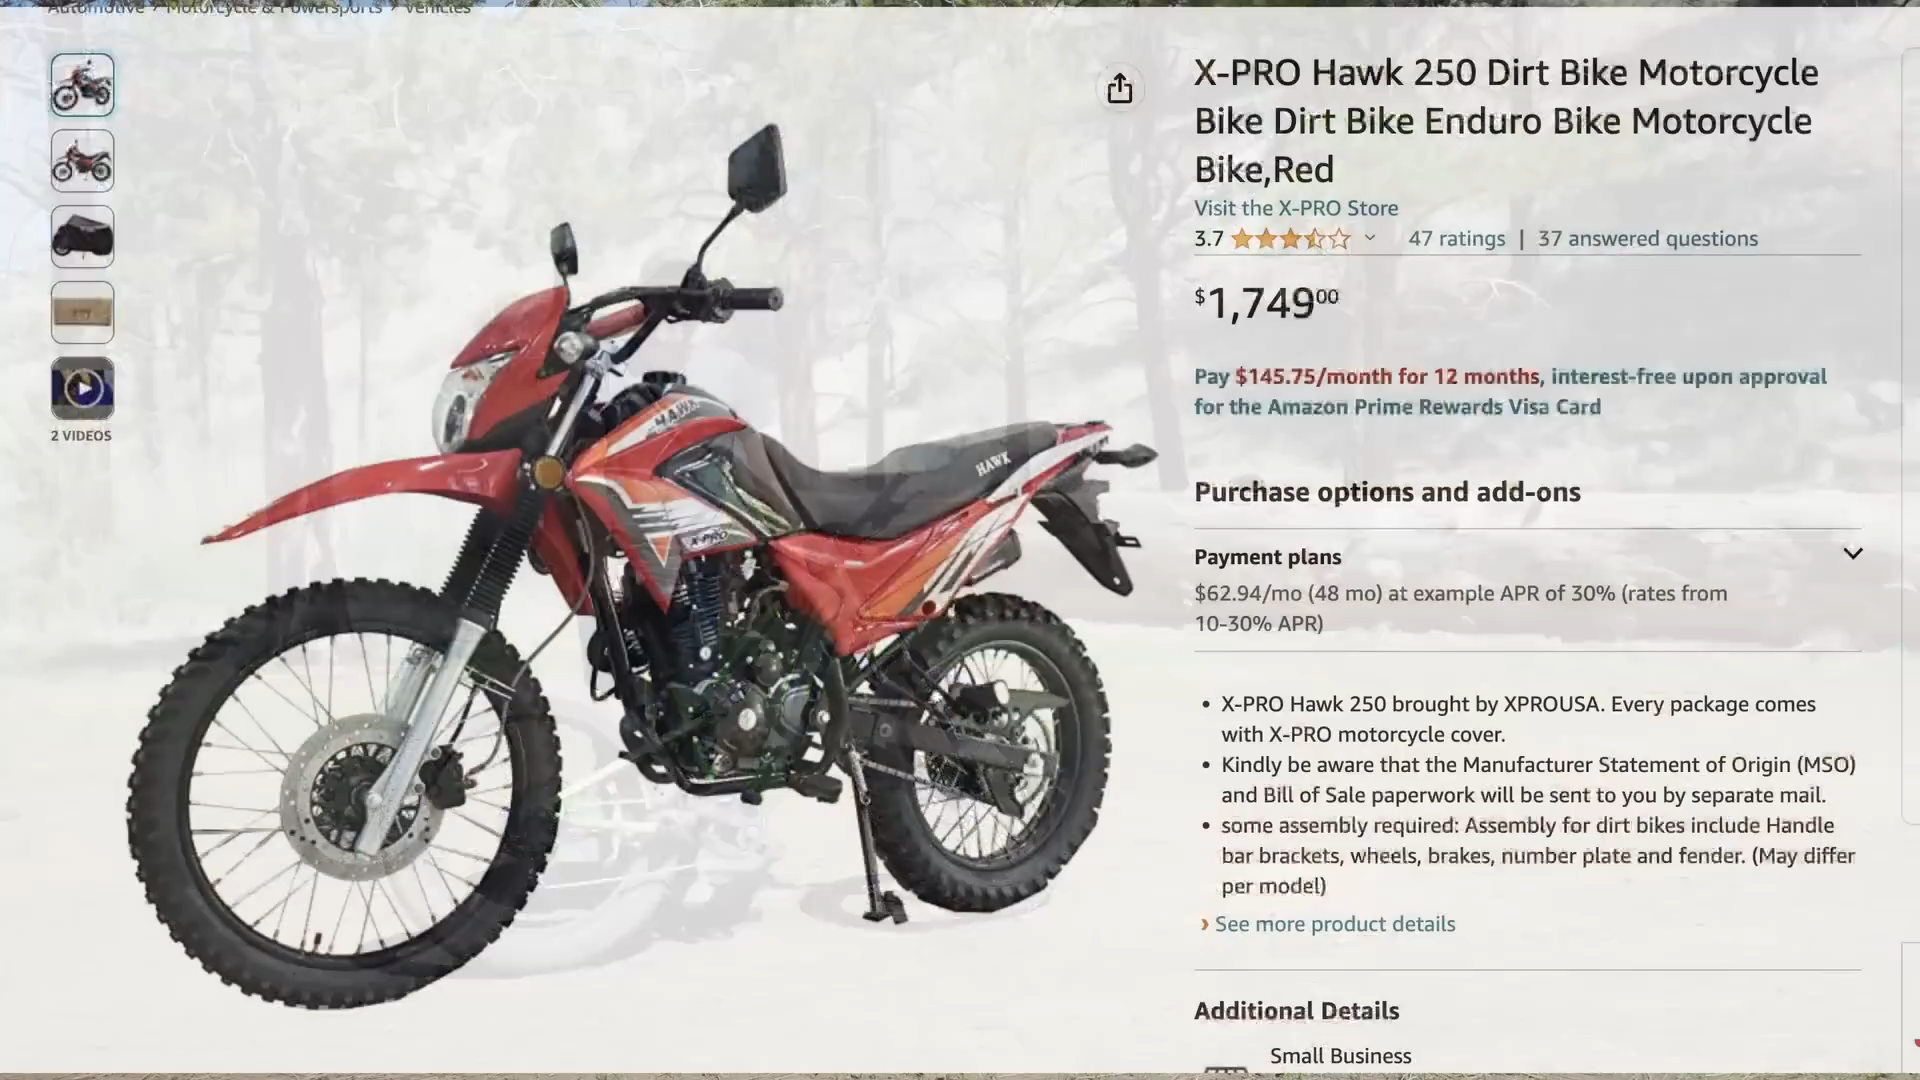 Automotive › Motorcycle & Powersports › Vehicles
X-PRO Hawk 250 Dirt Bike Motorcycle
Bike Dirt Bike Enduro Bike Motorcycle
Bike,Red
Visit the X-PRO Store
3.7 47 ratings | 37 answered questions
$1,74900
Pay $145.75/month for 12 months, interest-free upon approval
for the Amazon Prime Rewards Visa Card
Purchase options and add-ons
Payment plans
$62.94/mo (48 mo) at example APR of 30% (rates from
10-30% APR)
• X-PRO Hawk 250 brought by XPROUSA. Every package comes
with X-PRO motorcycle cover.
• Kindly be aware that the Manufacturer Statement of Origin (MSO)
and Bill of Sale paperwork will be sent to you by separate mail.
• some assembly required: Assembly for dirt bikes include Handle
bar brackets, wheels, brakes, number plate and fender. (May differ
per model)
› See more product details
Additional Details
Small Business
2 VIDEOS
HAWK
HAWK
X-PRO